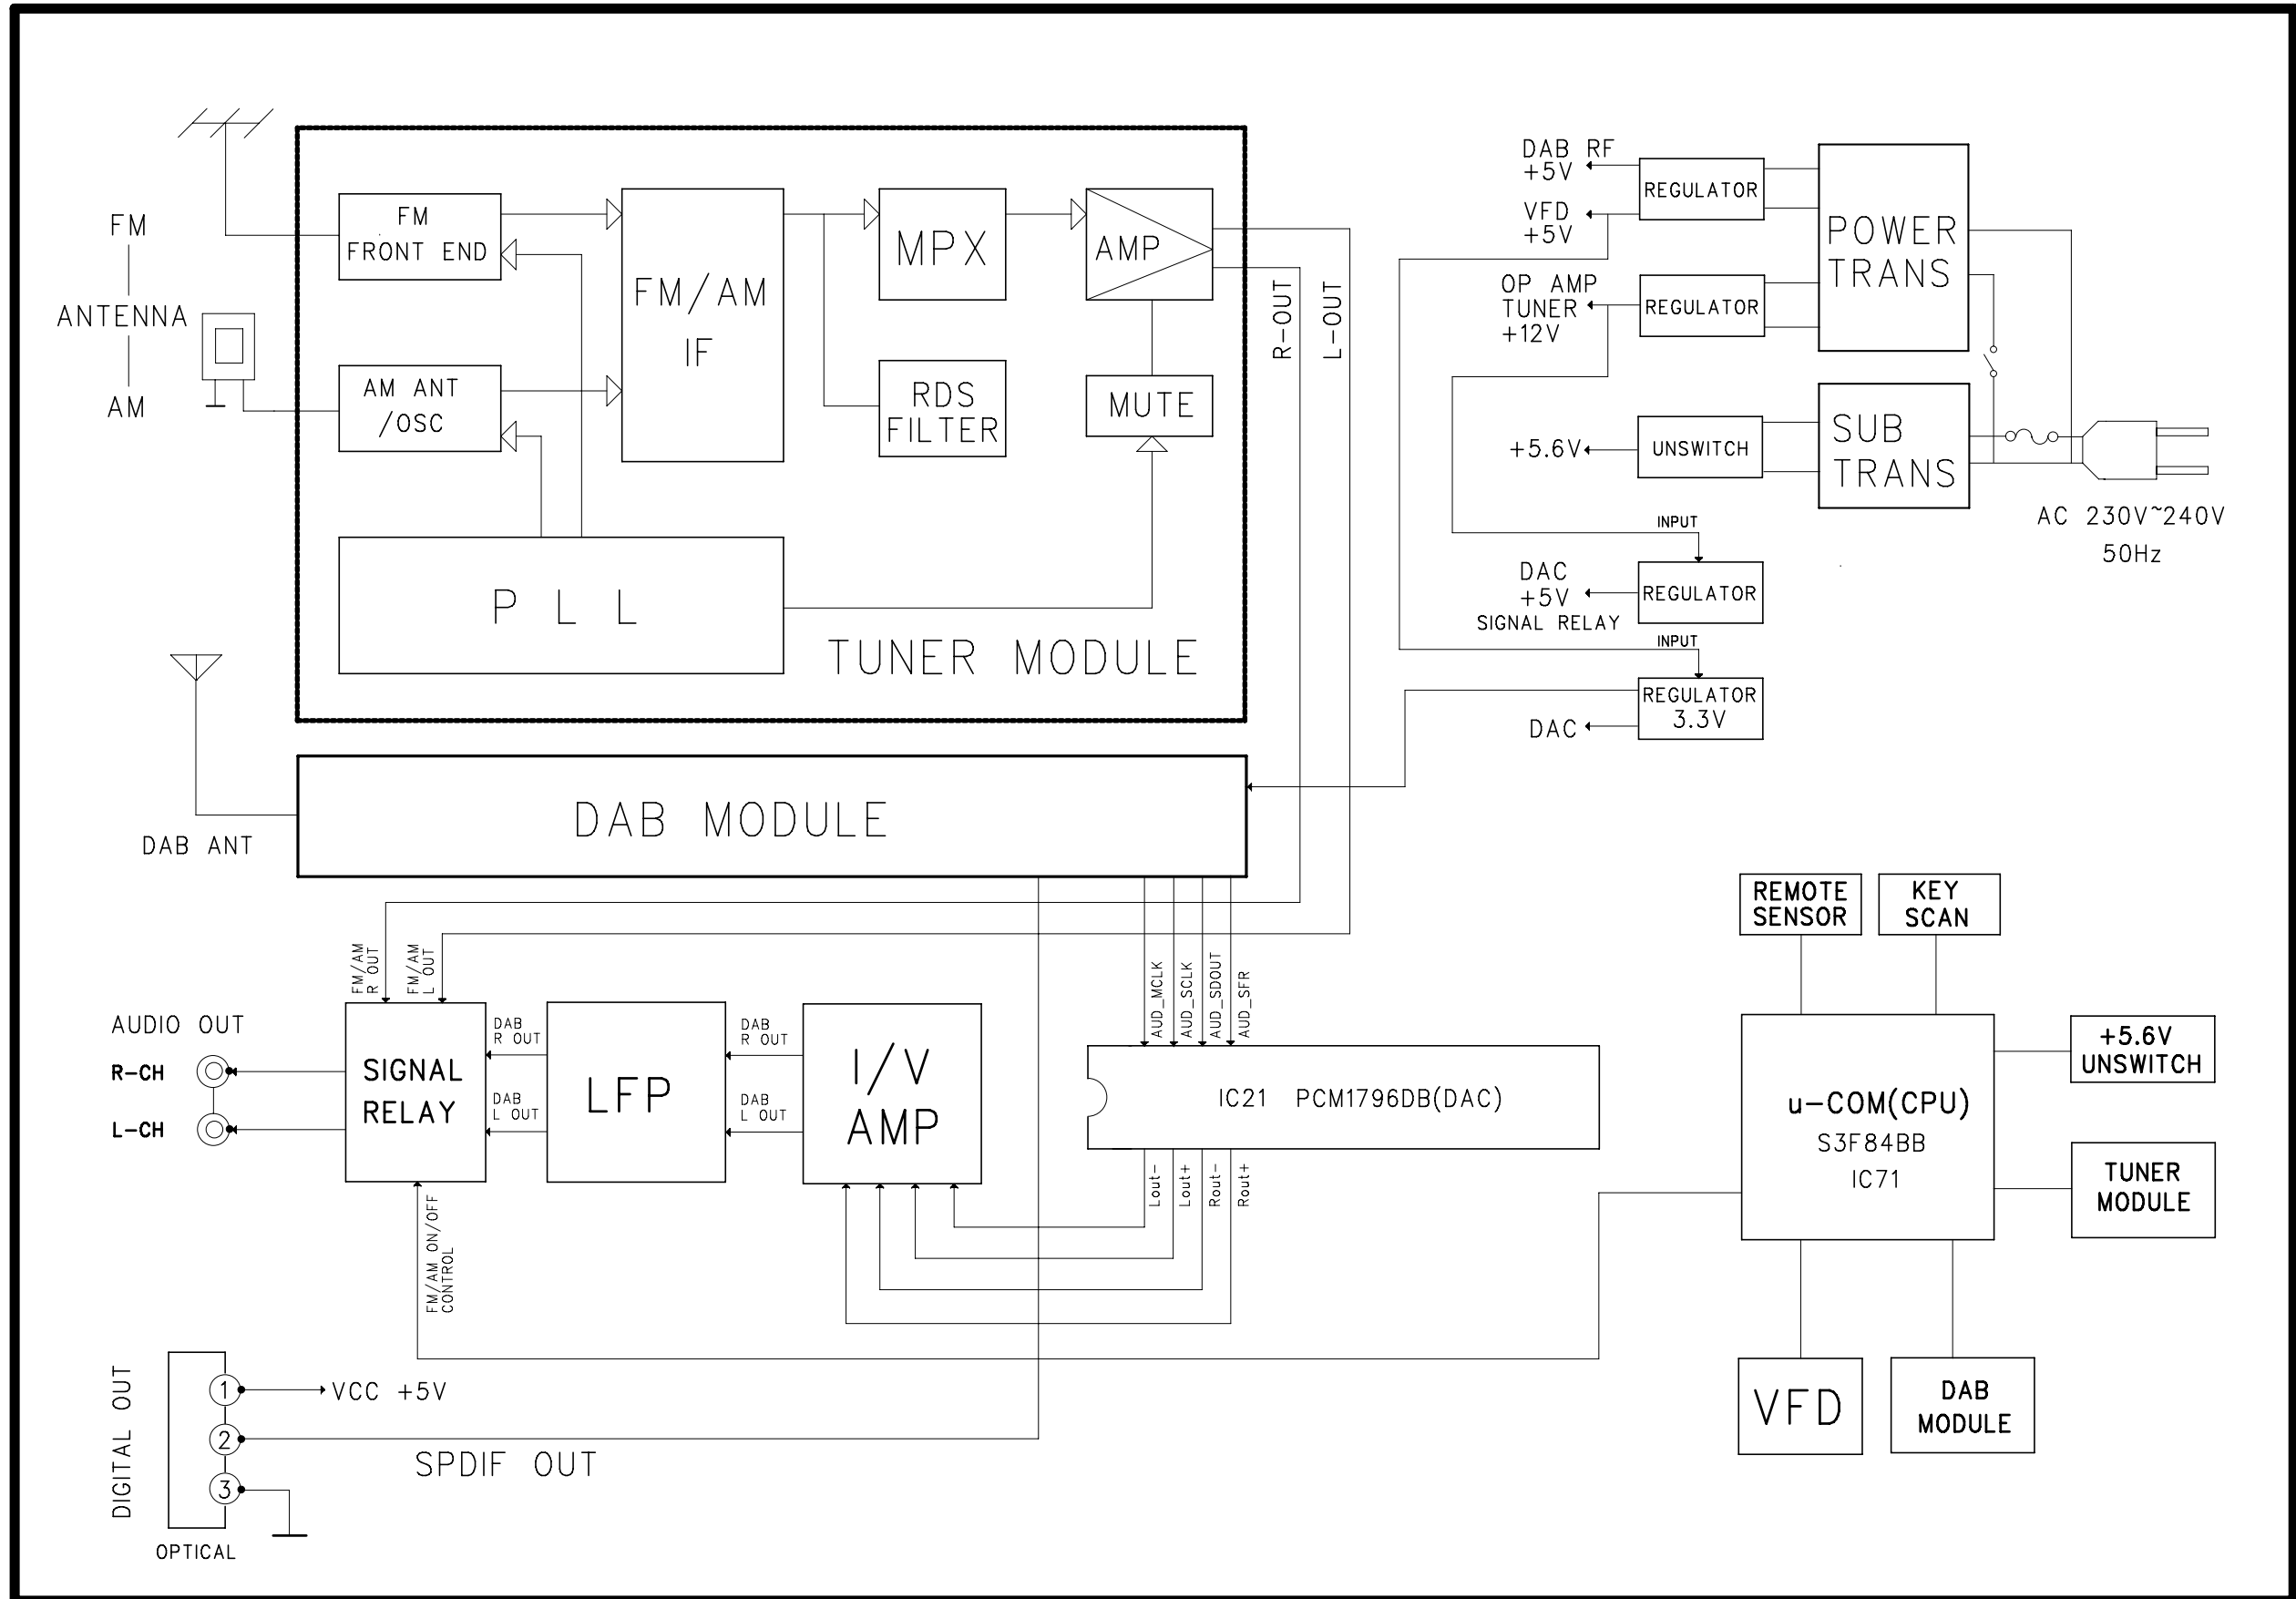 FM
ANTENNA
AM
FM
FRONT END
AM ANT
/OSC
FM/AM
IF
MPX
RDS
FILTER
AMP
MUTE
P L L
TUNER MODULE
R-OUT
L-OUT
DAB RF
+5V
VFD
+5V
REGULATOR
OP AMP
TUNER
+12V
REGULATOR
POWER
TRANS
+5.6V
UNSWITCH
SUB
TRANS
AC 230V~240V
50Hz
INPUT
DAC
+5V
SIGNAL RELAY
REGULATOR
INPUT
REGULATOR
3.3V
DAC
DAB ANT
DAB MODULE
FM/AM
R OUT
FM/AM
L OUT
AUD_MCLK
AUD_SCLK
AUD_SDOUT
AUD_SFR
AUDIO OUT
R-CH
L-CH
SIGNAL
RELAY
DAB
R OUT
DAB
L OUT
LFP
DAB
R OUT
DAB
L OUT
I/V
AMP
IC21 PCM1796DB(DAC)
Lout-
Lout+
Rout-
Rout+
FM/AM ON/OFF
CONTROL
REMOTE
SENSOR
KEY
SCAN
u-COM(CPU)
S3F84BB
IC71
+5.6V
UNSWITCH
TUNER
MODULE
VFD
DAB
MODULE
DIGITAL OUT
1
VCC +5V
2
SPDIF OUT
3
OPTICAL